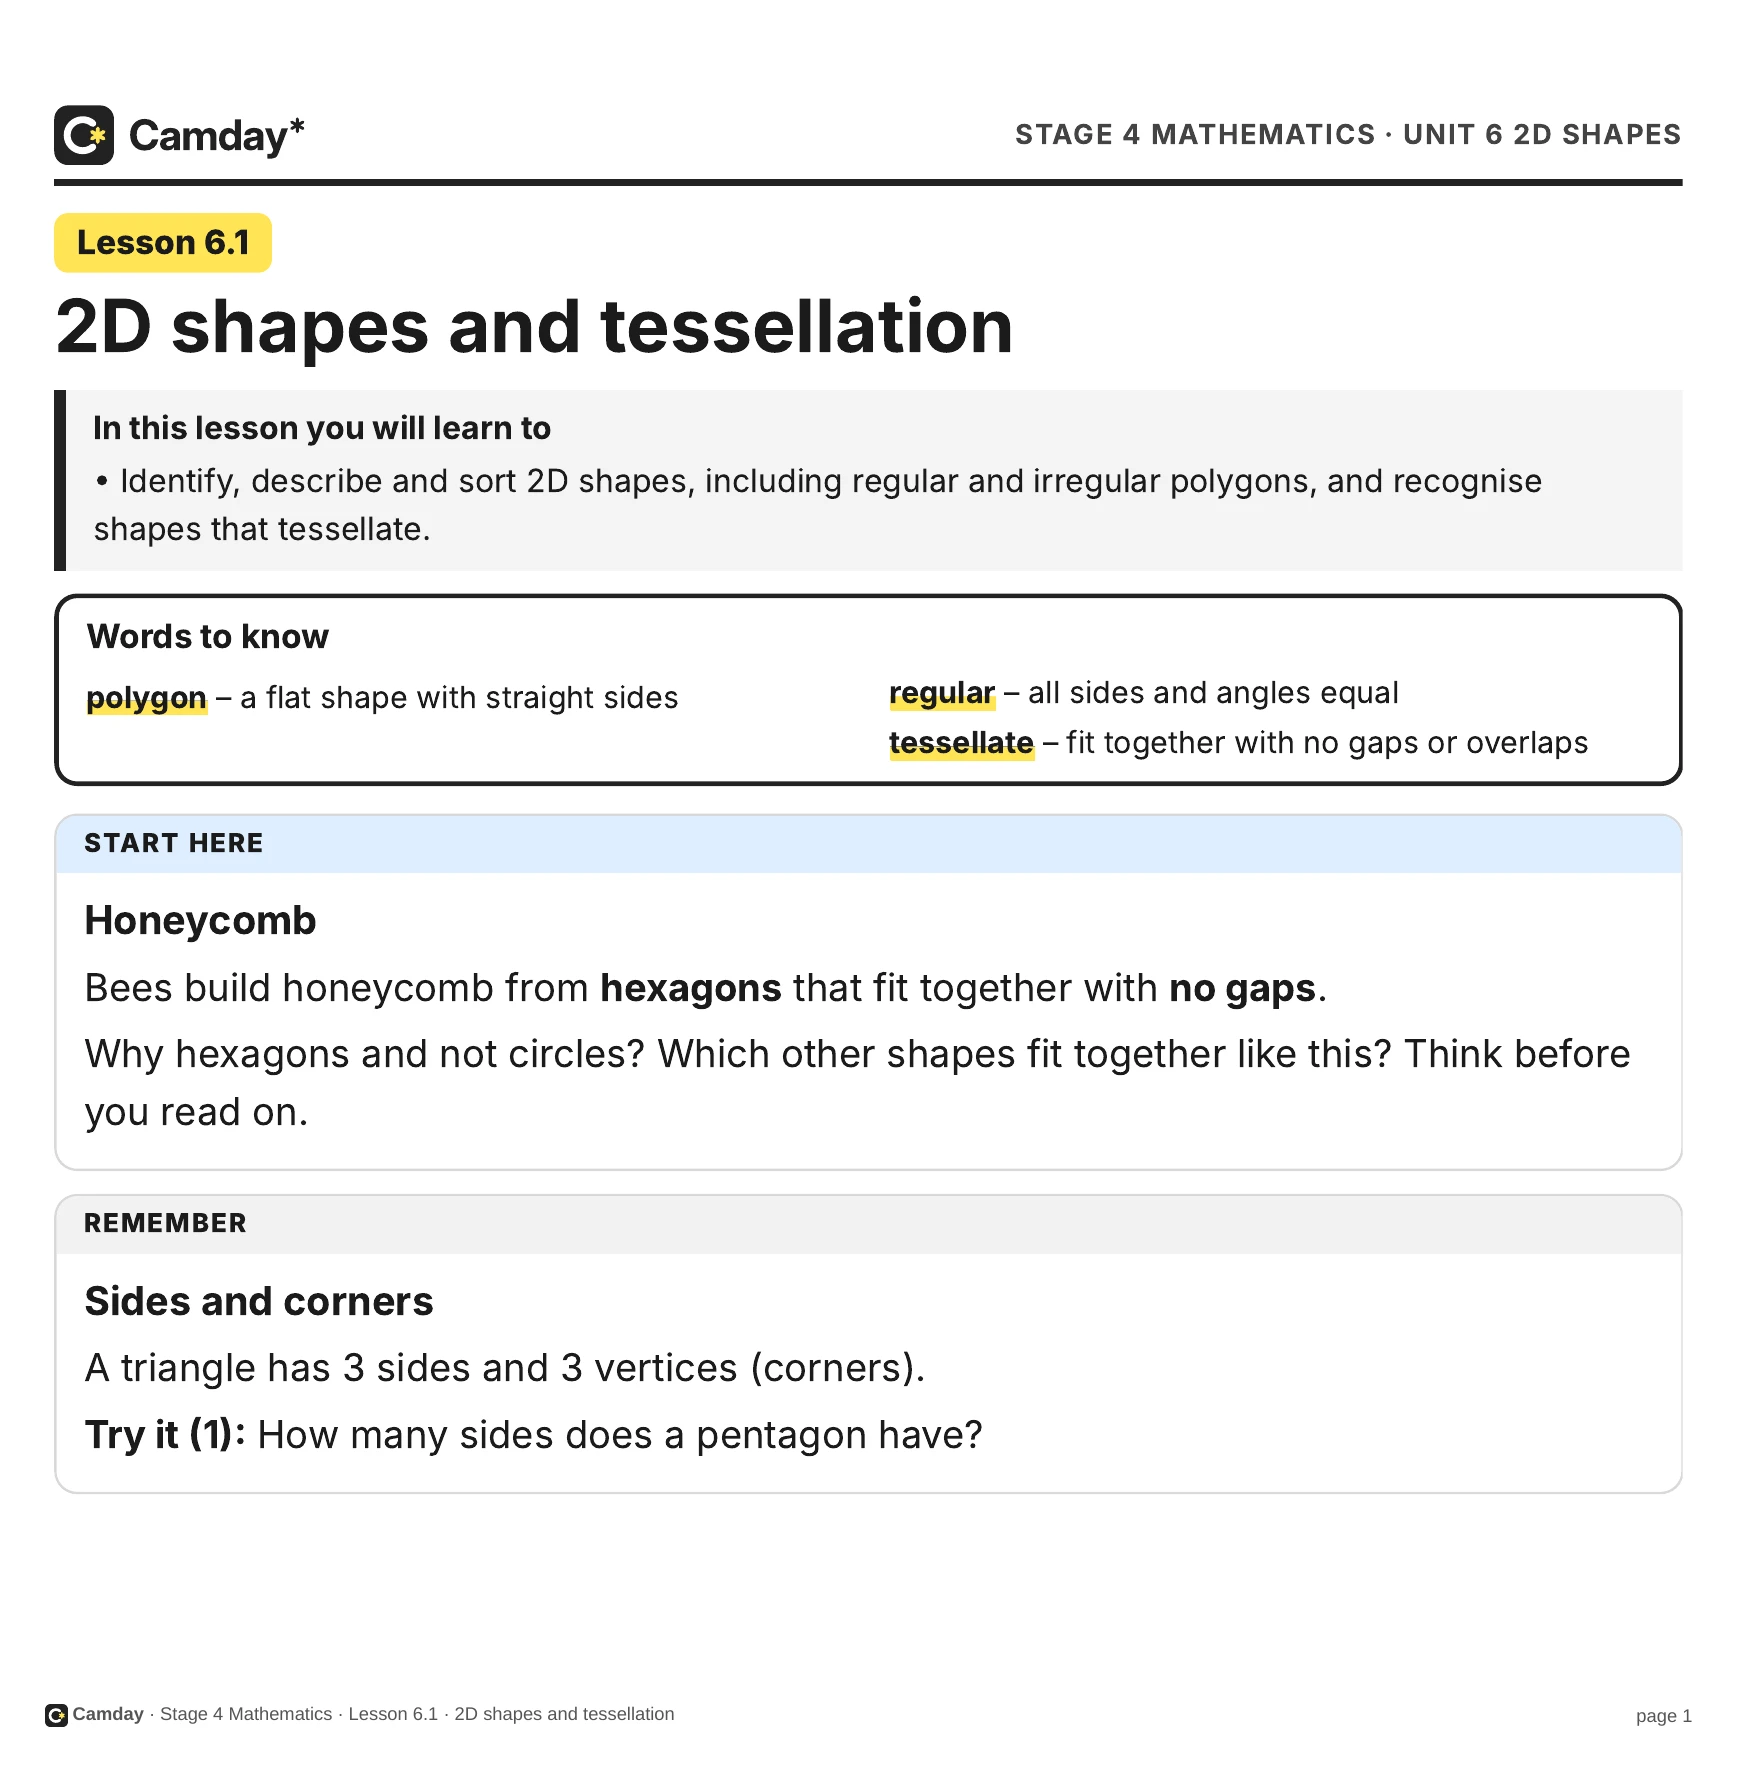 Camday*
STAGE 4 MATHEMATICS · UNIT 6 2D SHAPES
Lesson 6.1
2D shapes and tessellation
In this lesson you will learn to
• Identify, describe and sort 2D shapes, including regular and irregular polygons, and recognise
shapes that tessellate.
Words to know
polygon – a flat shape with straight sides
regular – all sides and angles equal
tessellate – fit together with no gaps or overlaps
START HERE
Honeycomb
Bees build honeycomb from hexagons that fit together with no gaps.
Why hexagons and not circles? Which other shapes fit together like this? Think before
you read on.
REMEMBER
Sides and corners
A triangle has 3 sides and 3 vertices (corners).
Try it (1): How many sides does a pentagon have?
Camday · Stage 4 Mathematics · Lesson 6.1 · 2D shapes and tessellation
page 1